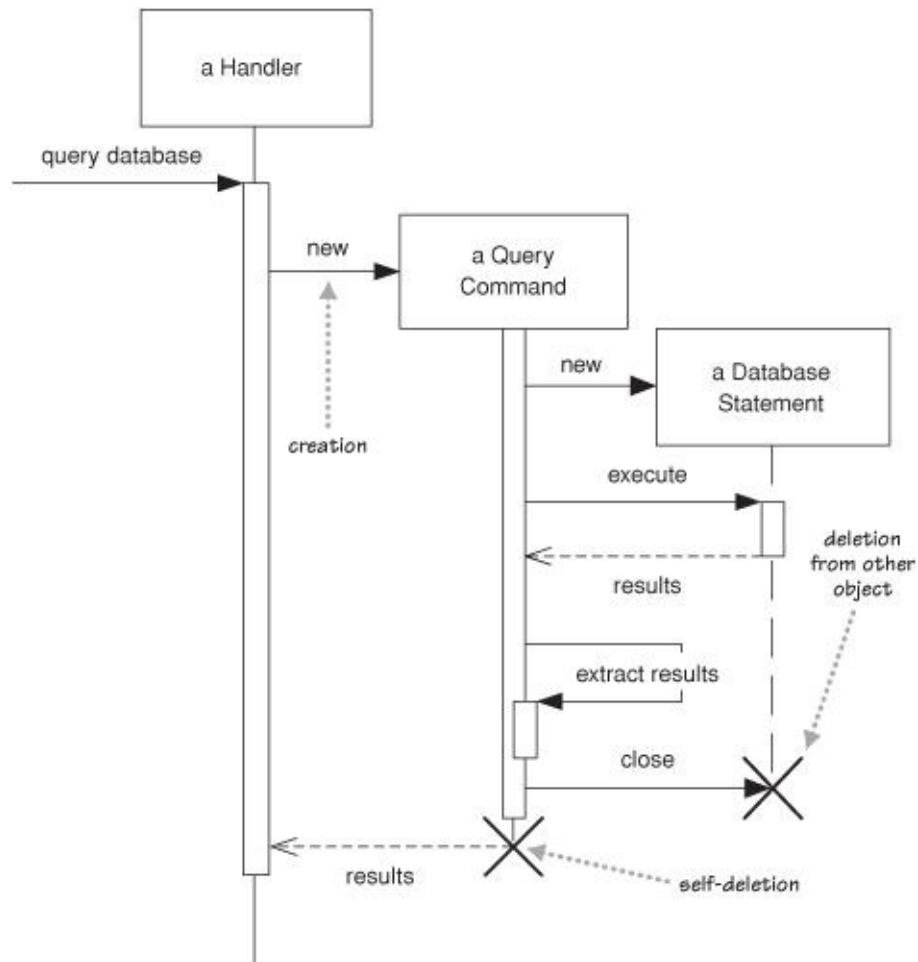 a Handler
query database
new
a Query
Command
new
a Database
Statement
creation
execute
deletion
from other
object
results
extract results
close
results
self-deletion